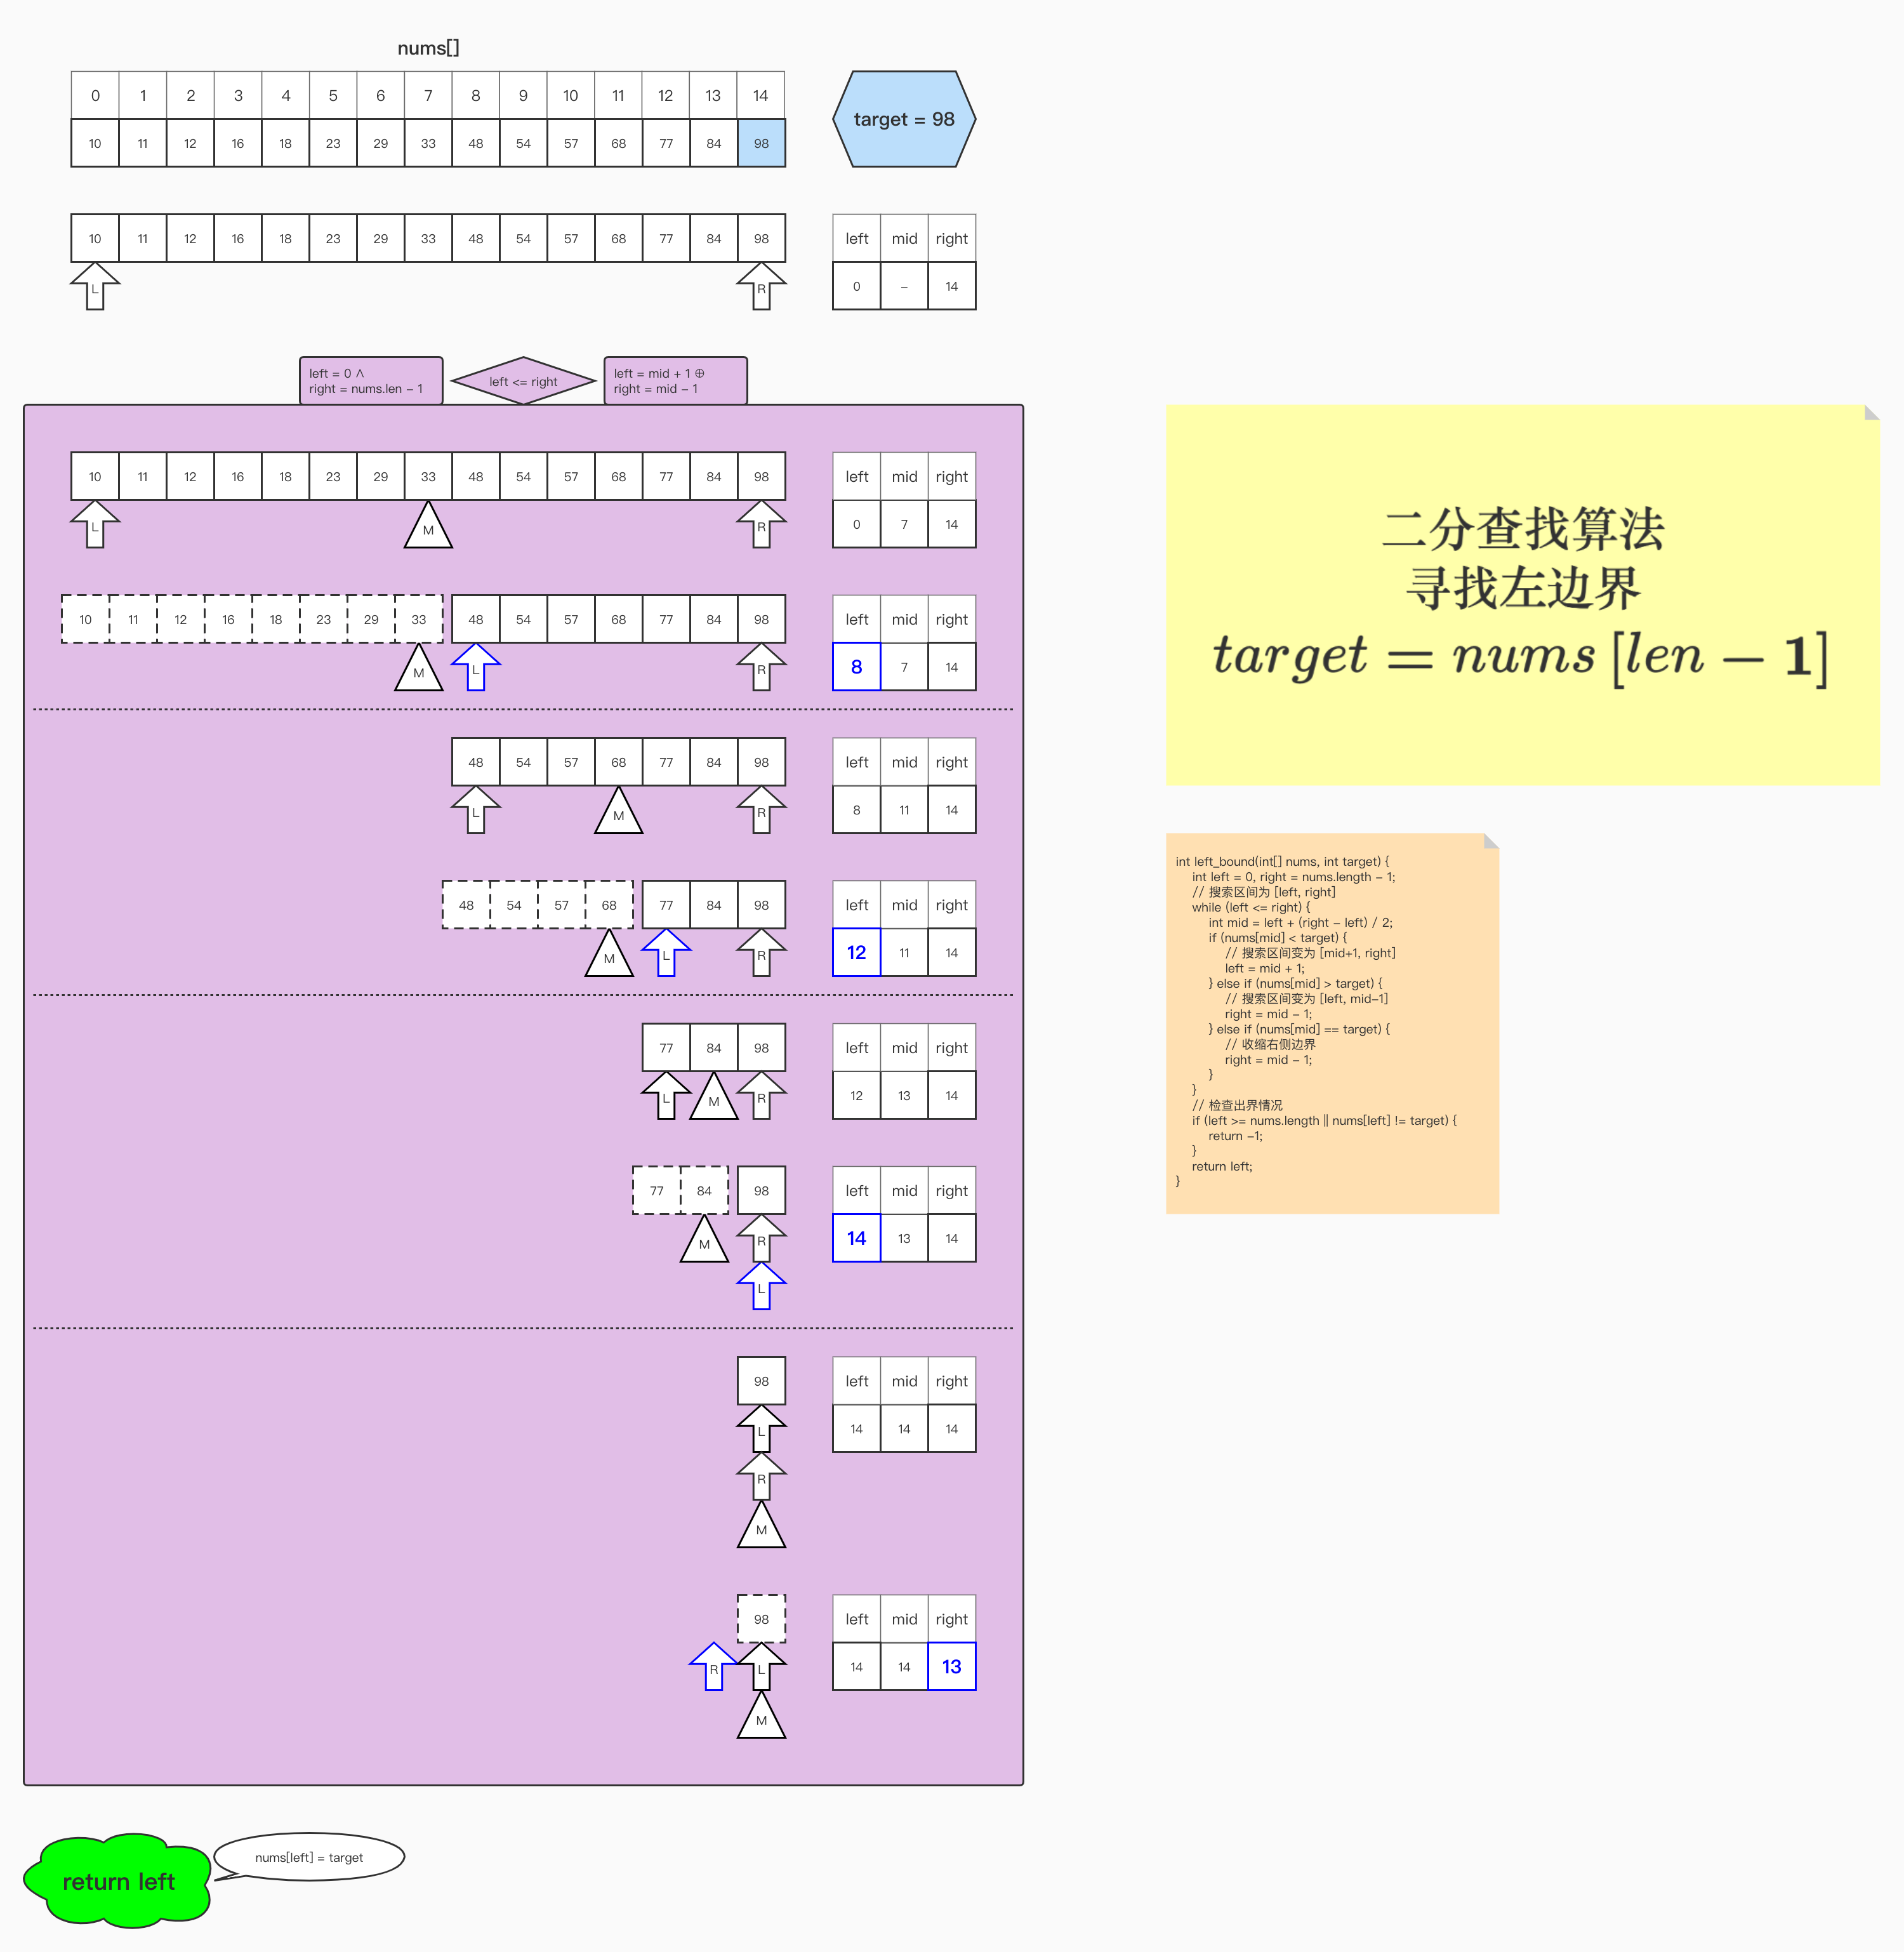 nums[]
0 1 2 3 4 5 6 7 8 9 10 11 12 13 14
10 11 12 16 18 23 29 33 48 54 57 68 77 84 98
target = 98
10 11 12 16 18 23 29 33 48 54 57 68 77 84 98
L R
left mid right
0 – 14
left = 0 ∧
right = nums.len − 1
left <= right
left = mid + 1 ⊕
right = mid − 1
10 11 12 16 18 23 29 33 48 54 57 68 77 84 98
L M R
left mid right
0 7 14
10 11 12 16 18 23 29 33 48 54 57 68 77 84 98
M L R
left mid right
8 7 14
48 54 57 68 77 84 98
L M R
left mid right
8 11 14
48 54 57 68 77 84 98
M L R
left mid right
12 11 14
77 84 98
L M R
left mid right
12 13 14
77 84 98
M R
L
left mid right
14 13 14
98
L
R
M
left mid right
14 14 14
98
R L
M
left mid right
14 14 13
return left
nums[left] = target
二分查找算法
寻找左边界
target = nums [len − 1]
int left_bound(int[] nums, int target) {
int left = 0, right = nums.length − 1;
// 搜索区间为 [left, right]
while (left <= right) {
int mid = left + (right − left) / 2;
if (nums[mid] < target) {
// 搜索区间变为 [mid+1, right]
left = mid + 1;
} else if (nums[mid] > target) {
// 搜索区间变为 [left, mid−1]
right = mid − 1;
} else if (nums[mid] == target) {
// 收缩右侧边界
right = mid − 1;
}
}
// 检查出界情况
if (left >= nums.length || nums[left] != target) {
return −1;
}
return left;
}